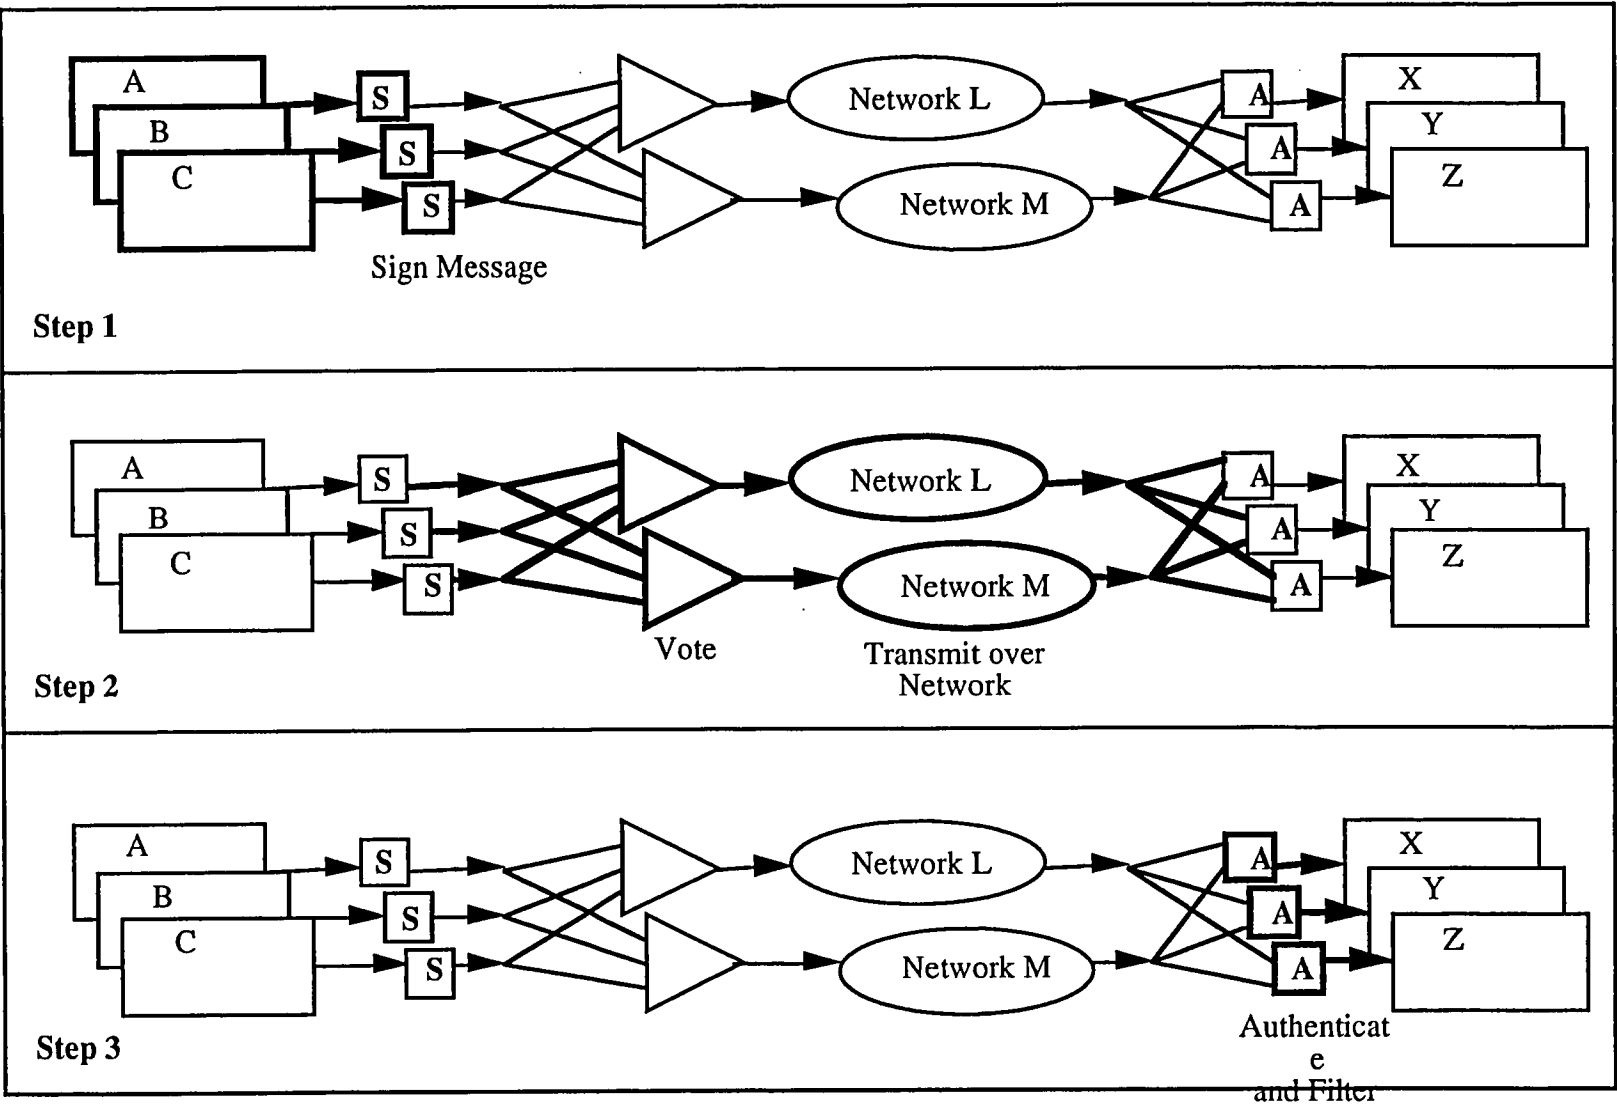 A
S
S
S
B
C
Network L
Network M
A
A
A
X
Y
Z
Sign Message
Step 1
A
S
S
S
B
C
Network L
Network M
A
A
A
X
Y
Z
Vote
Transmit over
Network
Step 2
A
S
S
S
B
C
Network L
Network M
A
A
A
X
Y
Z
Authenticat
e
and Filter
Step 3